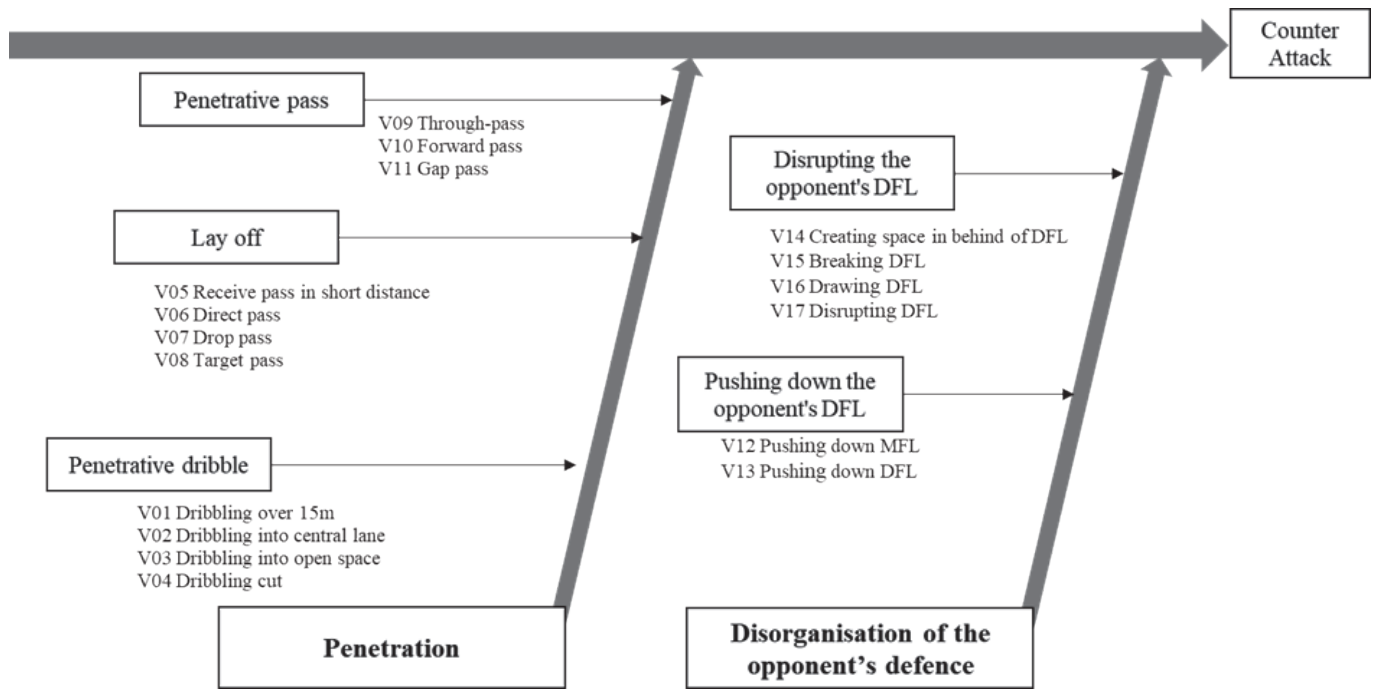 Counter
Attack
Penetrative pass
V09 Through-pass
V10 Forward pass
V11 Gap pass
Lay off
V05 Receive pass in short distance
V06 Direct pass
V07 Drop pass
V08 Target pass
Penetrative dribble
V01 Dribbling over 15m
V02 Dribbling into central lane
V03 Dribbling into open space
V04 Dribbling cut
Penetration
Disrupting the
opponent's DFL
V14 Creating space in behind of DFL
V15 Breaking DFL
V16 Drawing DFL
V17 Disrupting DFL
Pushing down the
opponent's DFL
V12 Pushing down MFL
V13 Pushing down DFL
Disorganisation of the
opponent’s defence